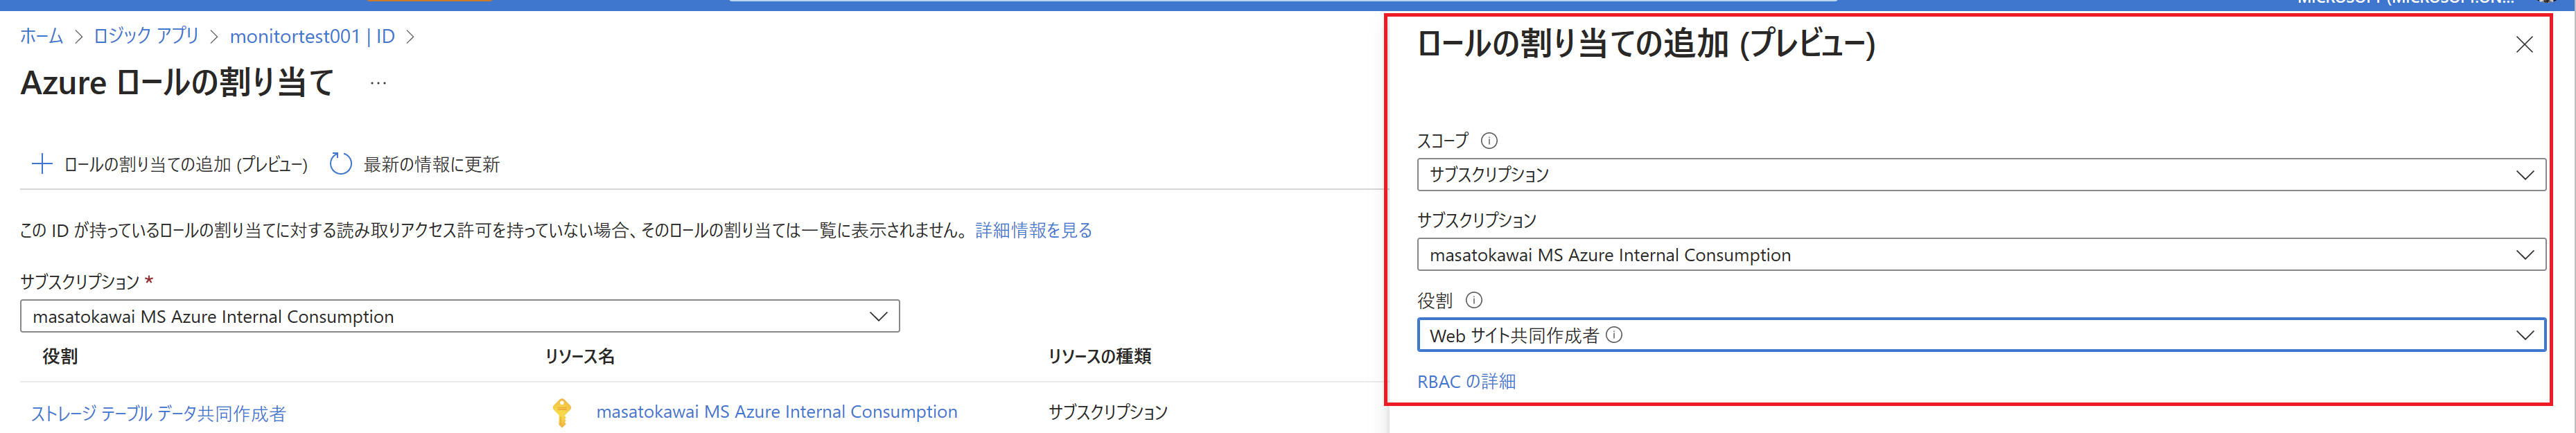 ホーム > ロジック アプリ > monitortest001 | ID >
Azure ロールの割り当て ...
ロールの割り当ての追加 (プレビュー) 最新の情報に更新
この ID が持っているロールの割り当てに対する読み取りアクセス許可を持っていない場合、そのロールの割り当ては一覧に表示されません。 詳細情報を見る
サブスクリプション *
masatokawai MS Azure Internal Consumption
役割 リソース名 リソースの種類
ストレージ テーブル データ共同作成者 masatokawai MS Azure Internal Consumption サブスクリプション
ロールの割り当ての追加 (プレビュー)
スコープ
サブスクリプション
サブスクリプション
masatokawai MS Azure Internal Consumption
役割
Web サイト共同作成者
RBAC の詳細